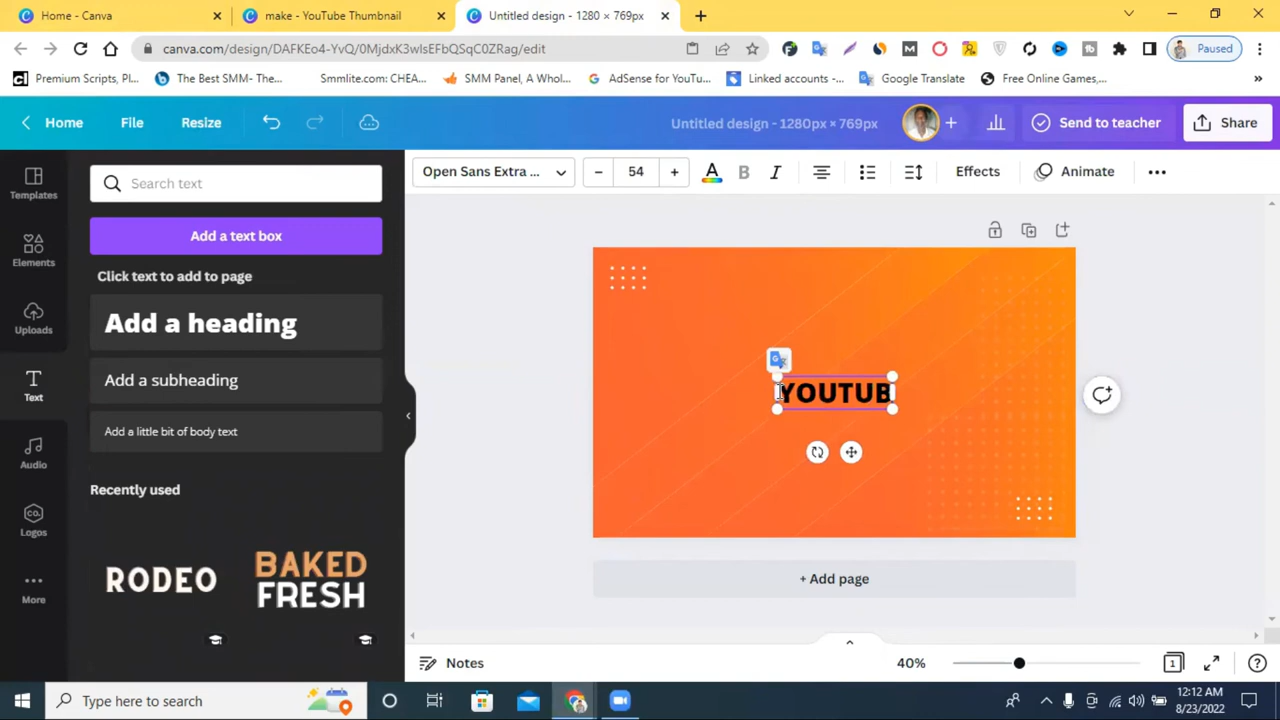 Home - Canva
make - YouTube Thumbnail
Untitled design - 1280 × 769px
canva.com/design/DAFKEo4-YvQ/0MjdxK3wIsEFbQSqC0ZRag/edit
Paused
Premium Scripts, Pl...
The Best SMM- The...
Smmlite.com: CHEA...
SMM Panel, A Whol...
AdSense for YouTu...
Linked accounts -...
Google Translate
Free Online Games,...
Home
File
Resize
Untitled design - 1280px × 769px
Send to teacher
Share
Templates
Elements
Uploads
Text
Audio
Logos
More
Search text
Add a text box
Click text to add to page
Add a heading
Add a subheading
Add a little bit of body text
Recently used
RODEO
BAKED
FRESH
Open Sans Extra ...
54
A
B
I
Effects
Animate
YOUTUB
+ Add page
Notes
40%
1
Type here to search
12:12 AM
8/23/2022